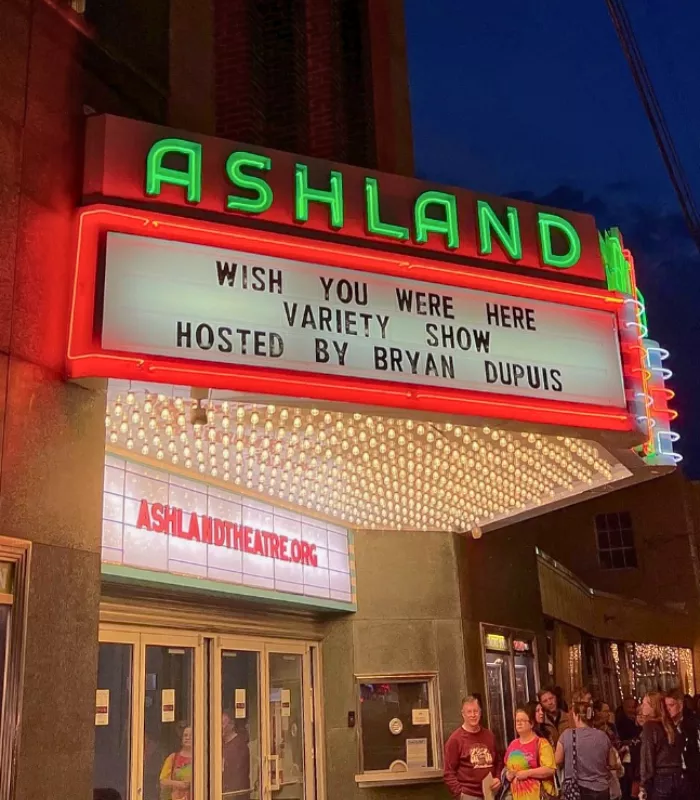 ASHLAND
WISH YOU WERE HERE
VARIETY SHOW
HOSTED BY BRYAN DUPUIS
ASHLANDTHEATRE.ORG